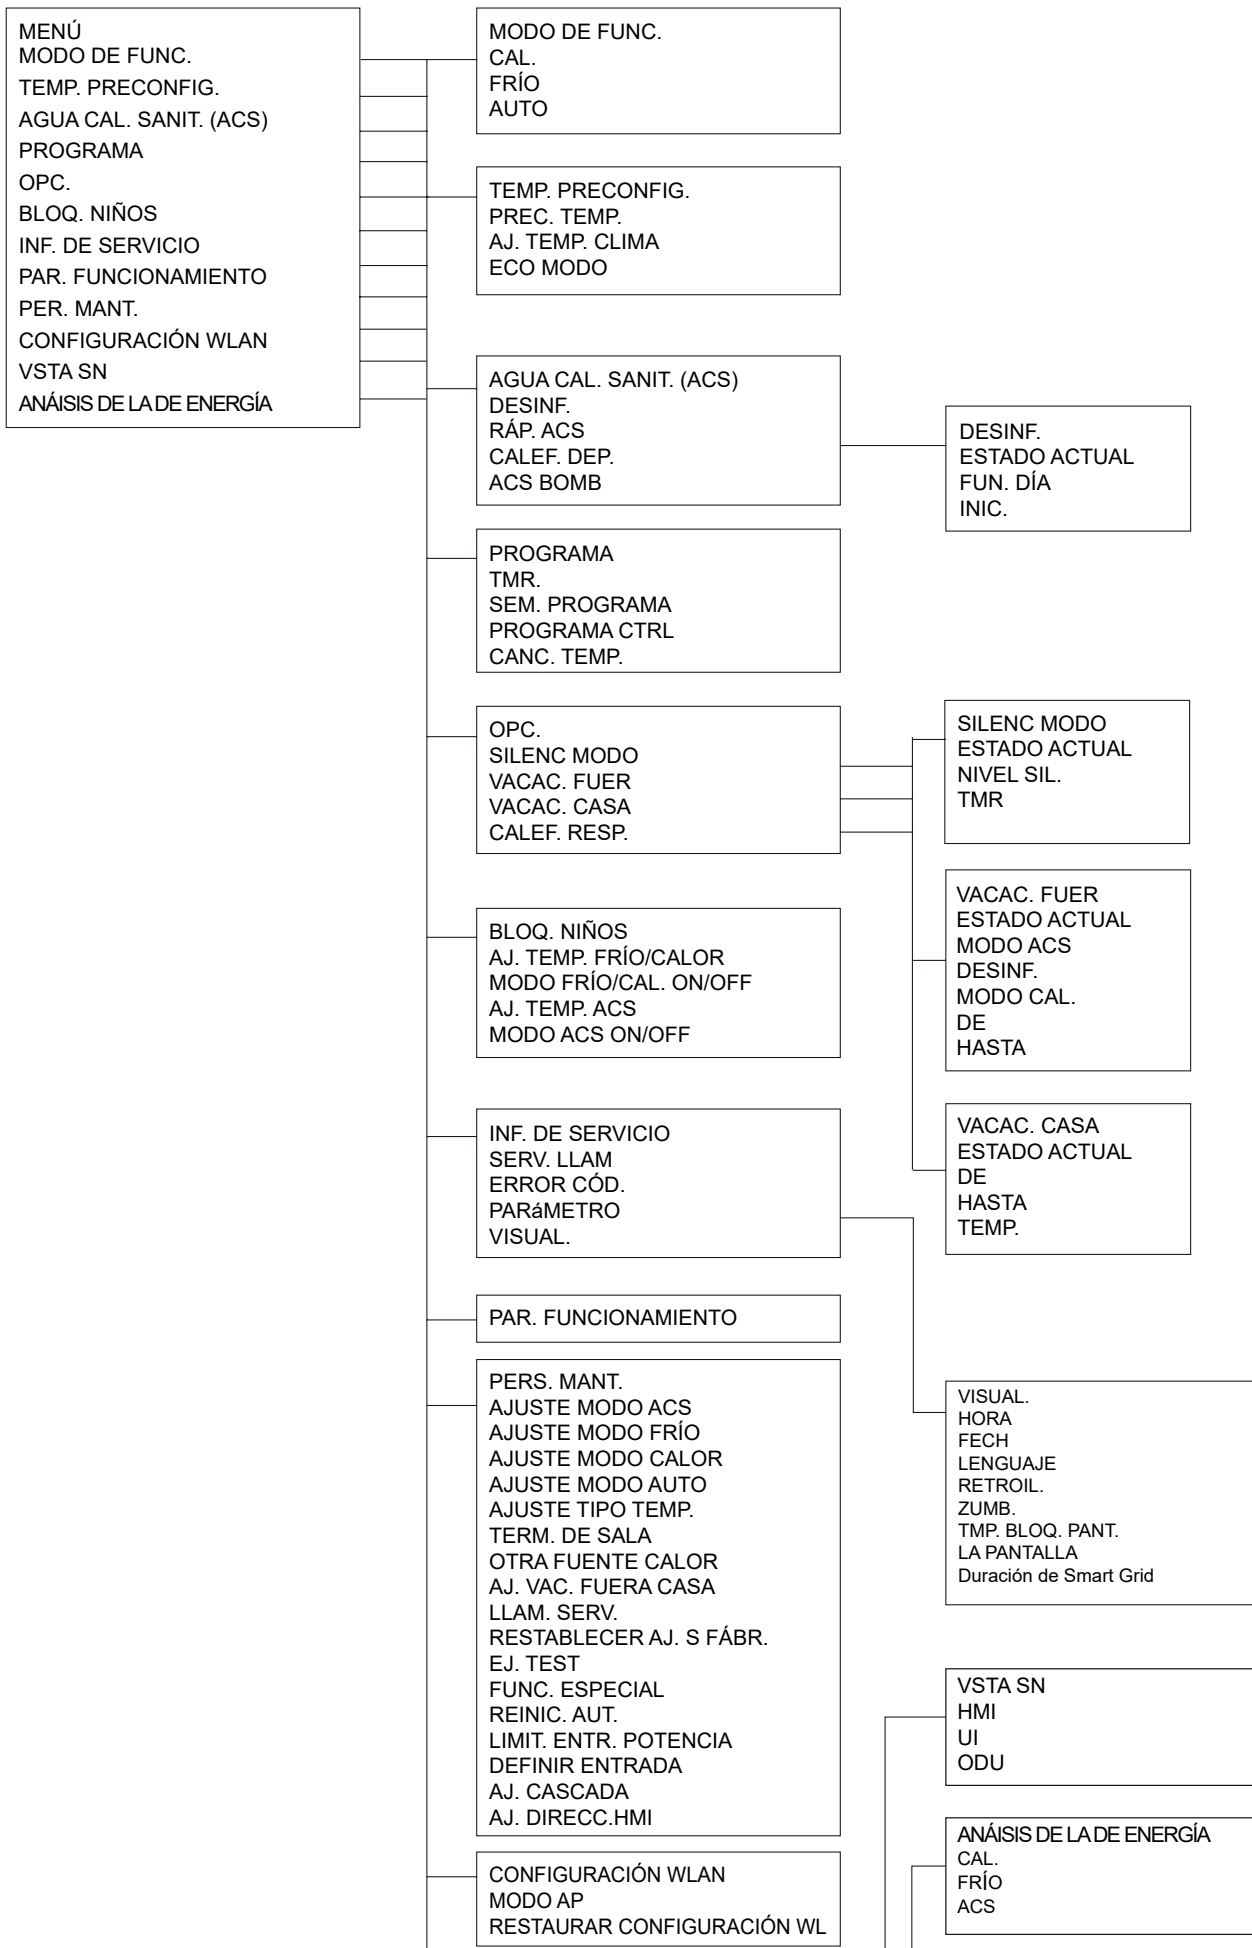 MENÚ
MODO DE FUNC.
TEMP. PRECONFIG.
AGUA CAL. SANIT. (ACS)
PROGRAMA
OPC.
BLOQ. NIÑOS
INF. DE SERVICIO
PAR. FUNCIONAMIENTO
PER. MANT.
CONFIGURACIÓN WLAN
VSTA SN
ANÁISIS DE LA DE ENERGÍA
MODO DE FUNC.
CAL.
FRÍO
AUTO
TEMP. PRECONFIG.
PREC. TEMP.
AJ. TEMP. CLIMA
ECO MODO
AGUA CAL. SANIT. (ACS)
DESINF.
RÁP. ACS
CALEF. DEP.
ACS BOMB
DESINF.
ESTADO ACTUAL
FUN. DÍA
INIC.
PROGRAMA
TMR.
SEM. PROGRAMA
PROGRAMA CTRL
CANC. TEMP.
OPC.
SILENC MODO
VACAC. FUER
VACAC. CASA
CALEF. RESP.
SILENC MODO
ESTADO ACTUAL
NIVEL SIL.
TMR
VACAC. FUER
ESTADO ACTUAL
MODO ACS
DESINF.
MODO CAL.
DE
HASTA
VACAC. CASA
ESTADO ACTUAL
DE
HASTA
TEMP.
BLOQ. NIÑOS
AJ. TEMP. FRÍO/CALOR
MODO FRÍO/CAL. ON/OFF
AJ. TEMP. ACS
MODO ACS ON/OFF
INF. DE SERVICIO
SERV. LLAM
ERROR CÓD.
PARáMETRO
VISUAL.
VISUAL.
HORA
FECH
LENGUAJE
RETROIL.
ZUMB.
TMP. BLOQ. PANT.
LA PANTALLA
Duración de Smart Grid
PAR. FUNCIONAMIENTO
PERS. MANT.
AJUSTE MODO ACS
AJUSTE MODO FRÍO
AJUSTE MODO CALOR
AJUSTE MODO AUTO
AJUSTE TIPO TEMP.
TERM. DE SALA
OTRA FUENTE CALOR
AJ. VAC. FUERA CASA
LLAM. SERV.
RESTABLECER AJ. S FÁBR.
EJ. TEST
FUNC. ESPECIAL
REINIC. AUT.
LIMIT. ENTR. POTENCIA
DEFINIR ENTRADA
AJ. CASCADA
AJ. DIRECC.HMI
CONFIGURACIÓN WLAN
MODO AP
RESTAURAR CONFIGURACIÓN WL
VSTA SN
HMI
UI
ODU
ANÁISIS DE LA DE ENERGÍA
CAL.
FRÍO
ACS